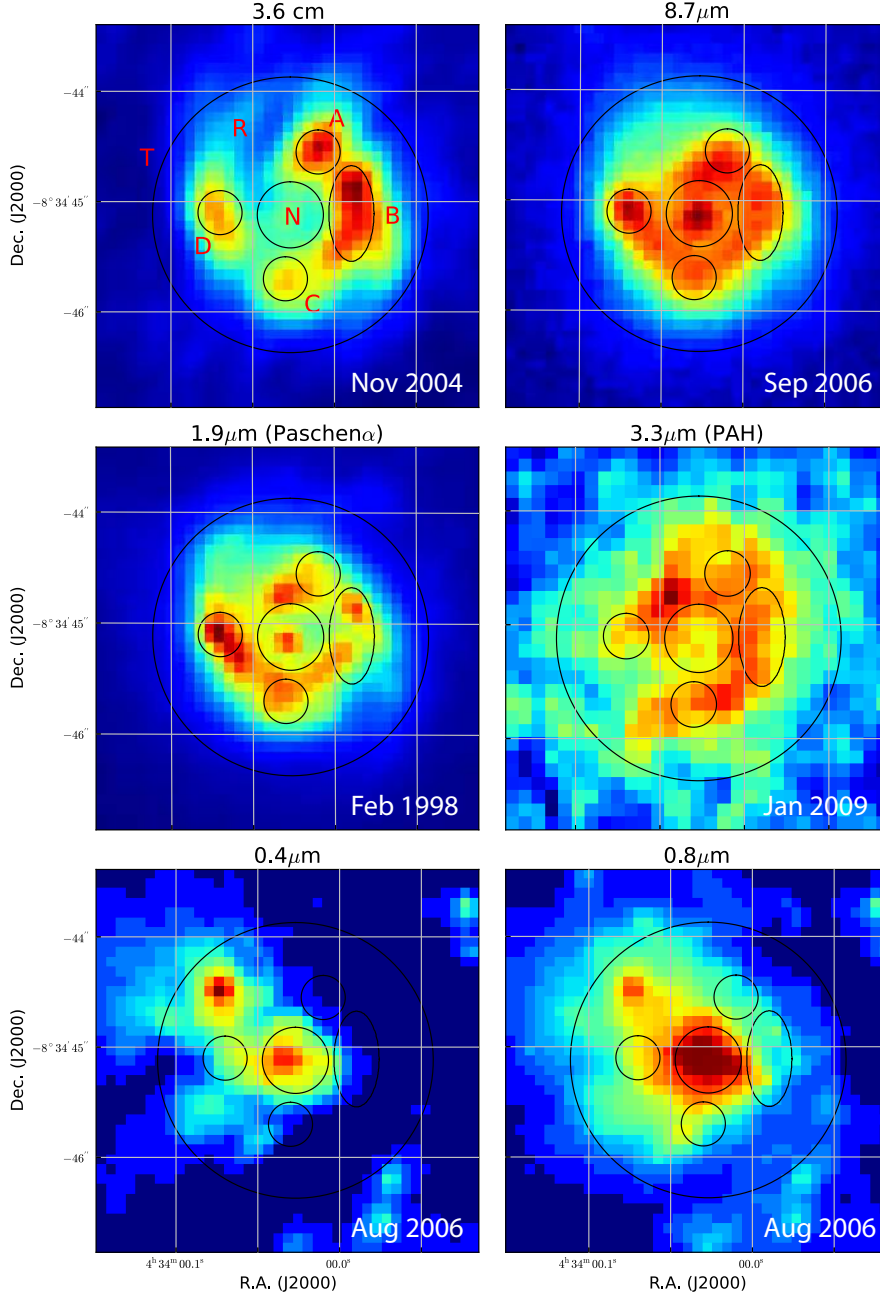 3.6 cm
8.7μm
−44″
−8°34′45″
−46″
Dec. (J2000)
T
R
A
N
B
D
C
Nov 2004
Sep 2006
1.9μm (Paschenα)
3.3μm (PAH)
−44″
−8°34′45″
−46″
Dec. (J2000)
Feb 1998
Jan 2009
0.4μm
0.8μm
−44″
−8°34′45″
−46″
Dec. (J2000)
Aug 2006
Aug 2006
4ʰ34ᵐ00.1ˢ
00.0ˢ
4ʰ34ᵐ00.1ˢ
00.0ˢ
R.A. (J2000)
R.A. (J2000)